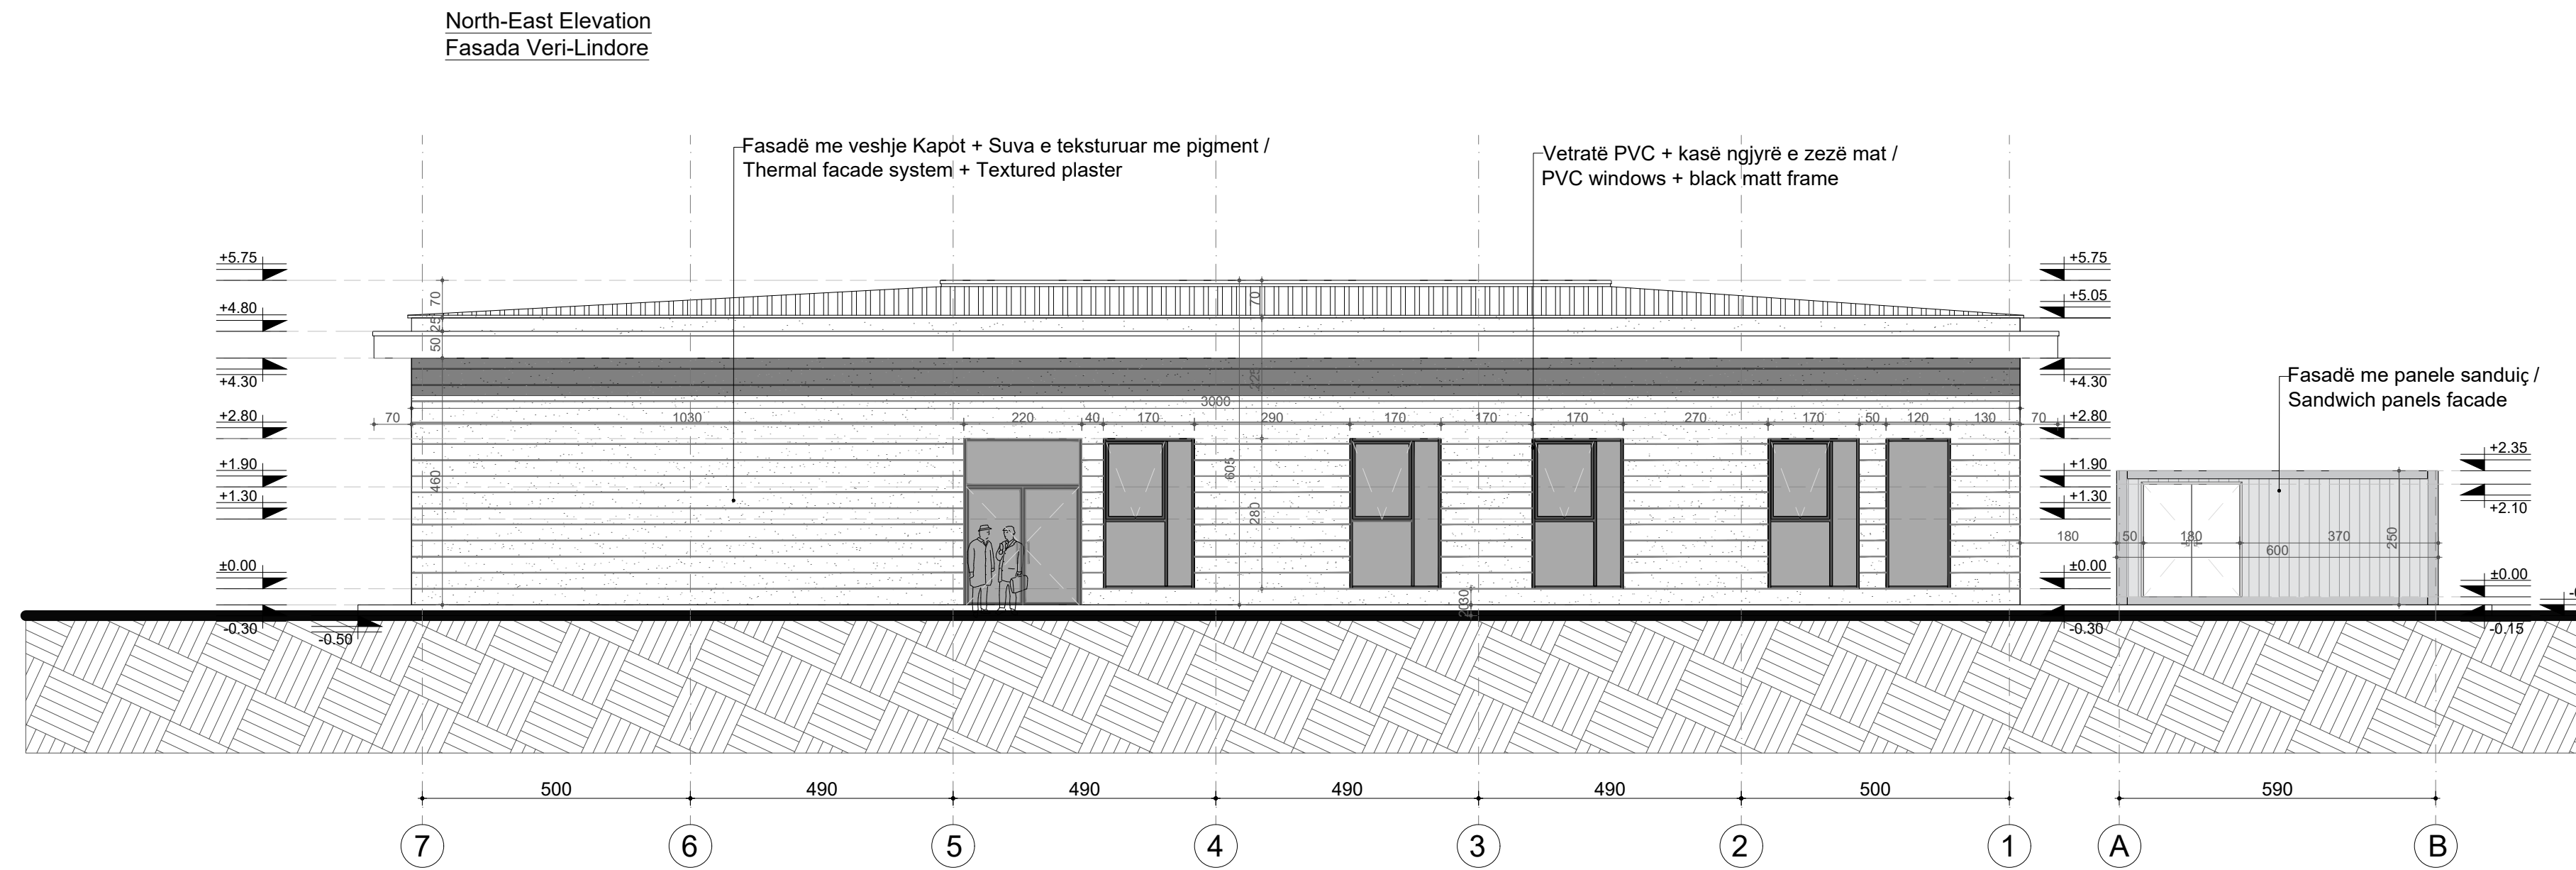 North-East Elevation
Fasada Veri-Lindore
Fasadë me veshje Kapot + Suva e teksturuar me pigment /
Thermal facade system + Textured plaster
Vetratë PVC + kasë ngjyrë e zezë mat /
PVC windows + black matt frame
Fasadë me panele sanduiç /
Sandwich panels facade
+5.75
+4.80
+4.30
+2.80
+1.90
+1.30
±0.00
-0.30
-0.50
70
25
50
460
70
225
605
280
3000
70 1030 220 40 170 290 170 170 170 270 170 50 120 130 70
30
+5.75
+5.05
+4.30
+2.80
+1.90
+1.30
±0.00
-0.30
180
50 180 370
600
250
+2.35
+2.10
±0.00
-0.15
500 490 490 490 490 500 590
7 6 5 4 3 2 1 A B